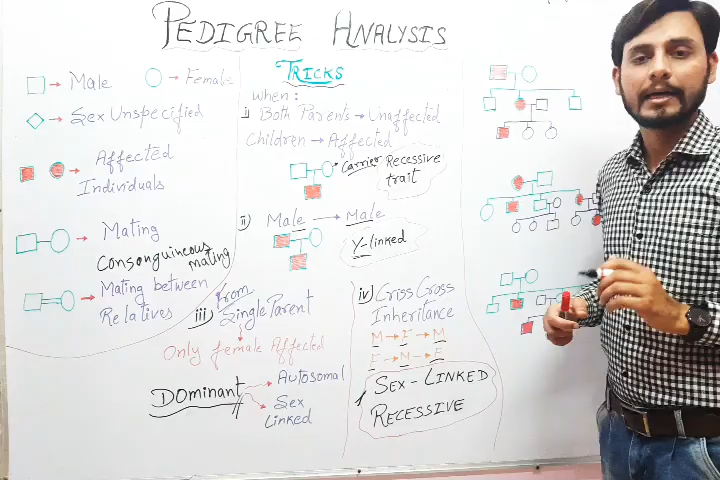 PEDIGREE ANALYSIS
□ → Male ○ → Female
◇ → Sex Unspecified
→ Affected
Individuals
→ Mating
Consonguineous
mating
→ Mating between
Relatives
TRICKS
when:
i) Both Parents → Unaffected
Children → Affected
Carrier
Recessive
trait
ii) Male → Male
Y-linked
iii) from
Single Parent
Only female Affected
DOminant
→ Autosomal
→ Sex
Linked
iv) Criss Cross
Inheritance
M → F → M
F → M → F
SEX-LINKED
RECESSIVE